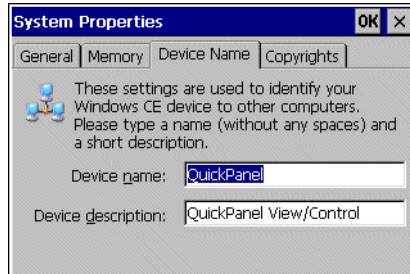 System Properties OK ×
General Memory Device Name Copyrights
These settings are used to identify your
Windows CE device to other computers.
Please type a name (without any spaces) and
a short description.
Device name: QuickPanel
Device description: QuickPanel View/Control